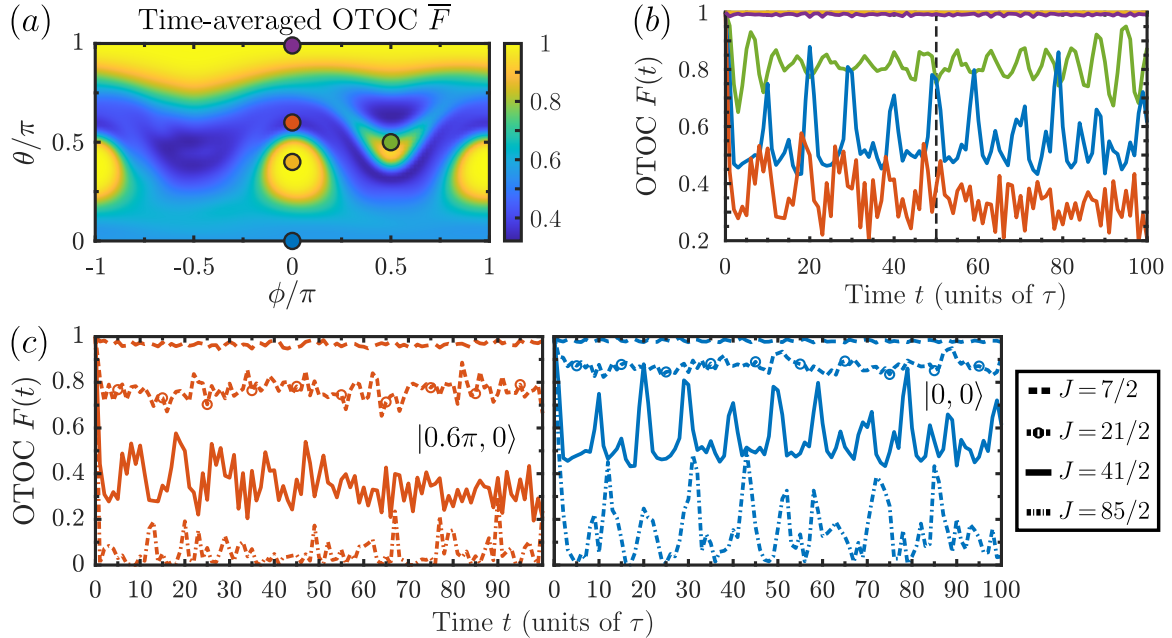 (a)
Time-averaged OTOC F̅
1
0.5
0
θ/π
-1 -0.5 0 0.5 1
ϕ/π
1
0.8
0.6
0.4
(b)
1
0.8
0.6
0.4
0.2
OTOC F(t)
0 20 40 60 80 100
Time t (units of τ)
(c)
1
0.8
0.6
0.4
0.2
0
OTOC F(t)
|0.6π, 0⟩
|0, 0⟩
0 10 20 30 40 50 60 70 80 90
0 10 20 30 40 50 60 70 80 90 100
Time t (units of τ)
J = 7/2
J = 21/2
J = 41/2
J = 85/2